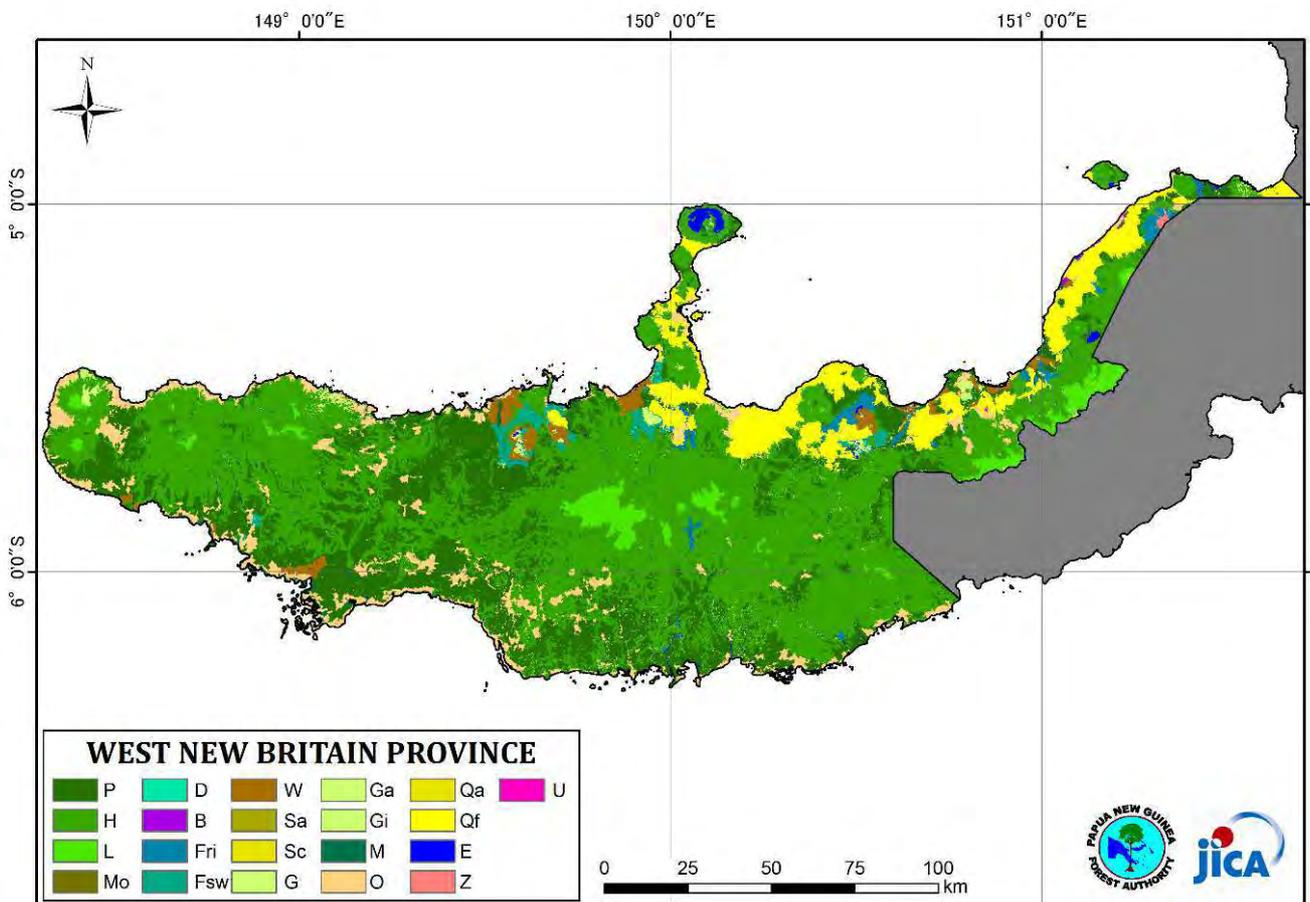 149° 0'0"E 150° 0'0"E 151° 0'0"E
N
5° 0'0"S
6° 0'0"S
WEST NEW BRITAIN PROVINCE
P D W Ga Qa U
H B Sa Gi Qf
L Fri Sc M E
Mo Fsw G O Z
0 25 50 75 100
km
PAPUA NEW GUINEA
FOREST AUTHORITY
jICA